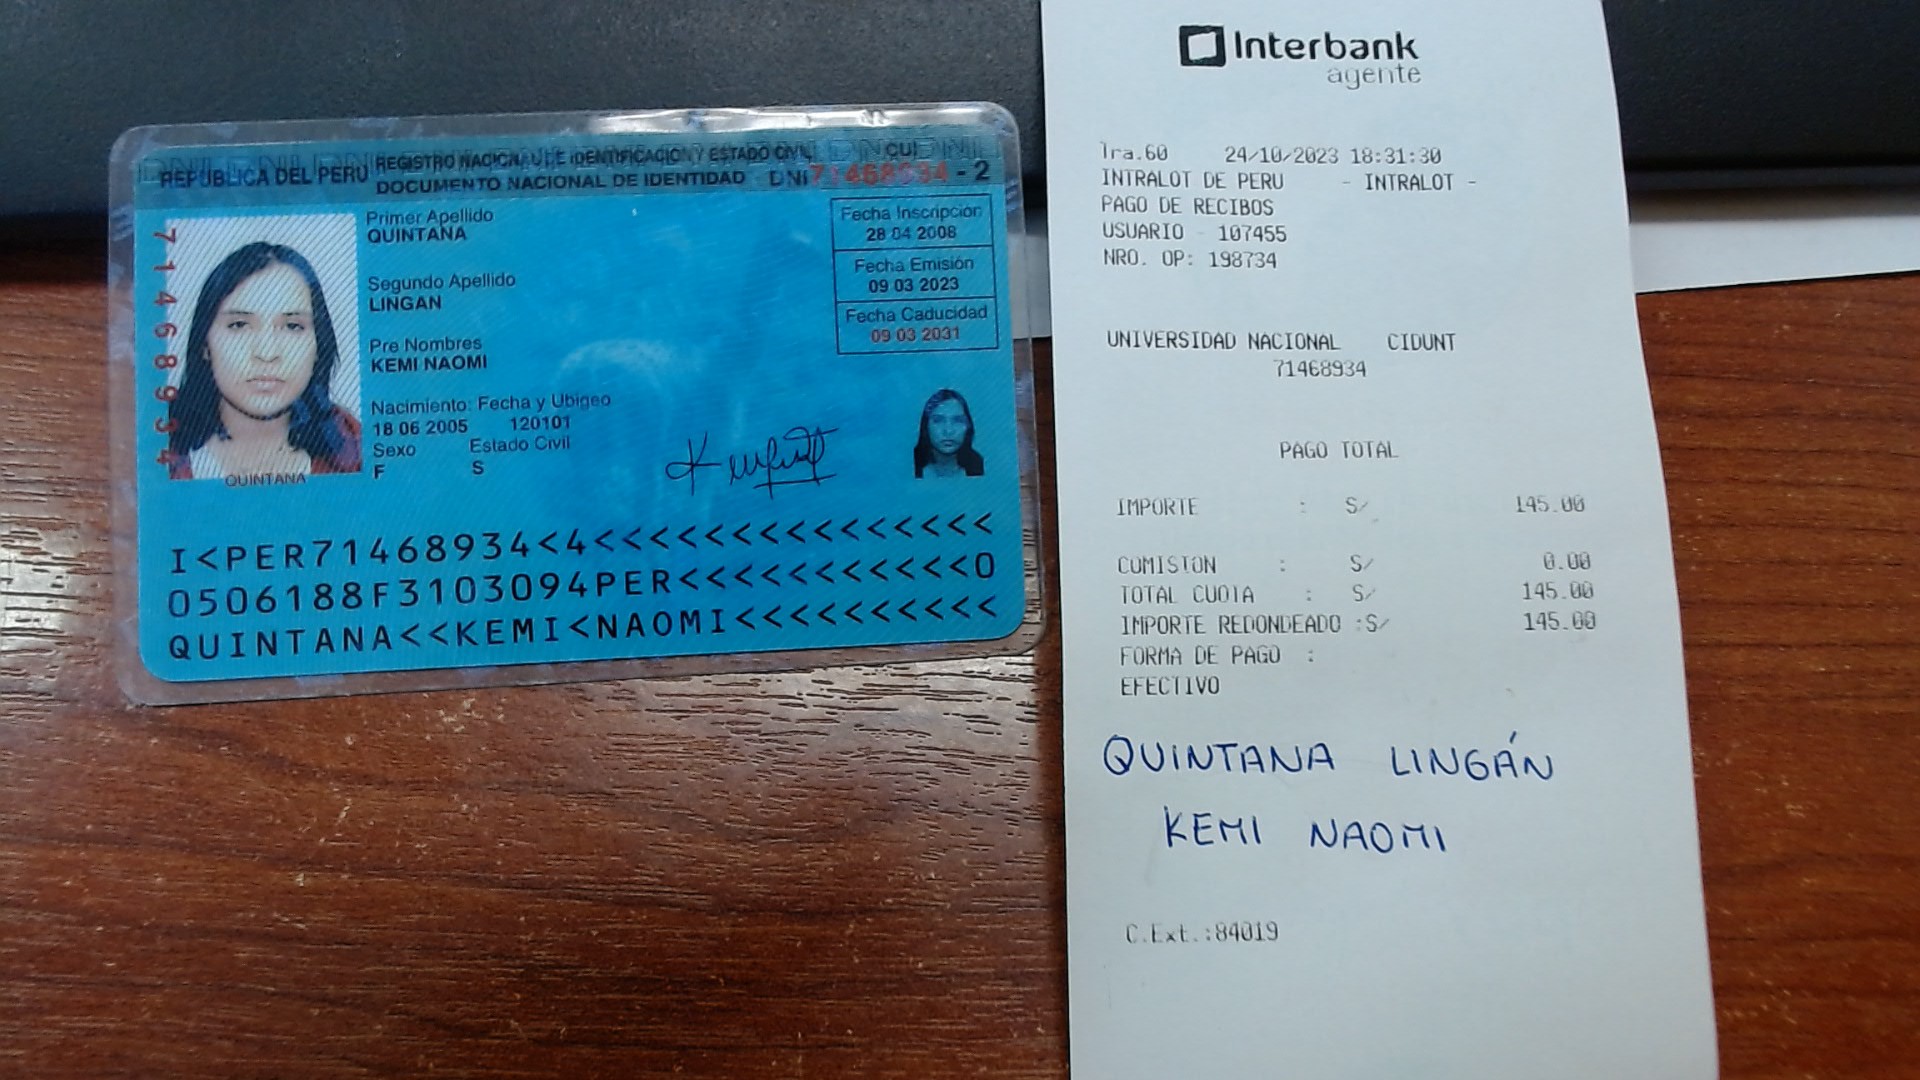 REPUBLICA DEL PERU
REGISTRO NACIONAL DE IDENTIFICACION Y ESTADO CIVIL
CUI
DOCUMENTO NACIONAL DE IDENTIDAD DNI 71468934 - 2
71468934
Primer Apellido
QUINTANA
Segundo Apellido
LINGAN
Pre Nombres
KEMI NAOMI
Nacimiento: Fecha y Ubigeo
18 06 2005 120101
Sexo Estado Civil
F S
Fecha Inscripción
28 04 2008
Fecha Emisión
09 03 2023
Fecha Caducidad
09 03 2031
QUINTANA
I<PER71468934<4<<<<<<<<<<<<<<<
0506188F3103094PER<<<<<<<<<<<0
QUINTANA<<KEMI<NAOMI<<<<<<<<<<
Interbank
agente
Tra.60 24/10/2023 18:31:30
INTRALOT DE PERU - INTRALOT -
PAGO DE RECIBOS
USUARIO - 107455
NRO. OP: 198734
UNIVERSIDAD NACIONAL CIDUNT
71468934
PAGO TOTAL
IMPORTE : S/ 145.00
COMISION : S/ 0.00
TOTAL CUOTA : S/ 145.00
IMPORTE REDONDEADO :S/ 145.00
FORMA DE PAGO :
EFECTIVO
QUINTANA LINGÁN
KEMI NAOMI
C.Ext.:84019